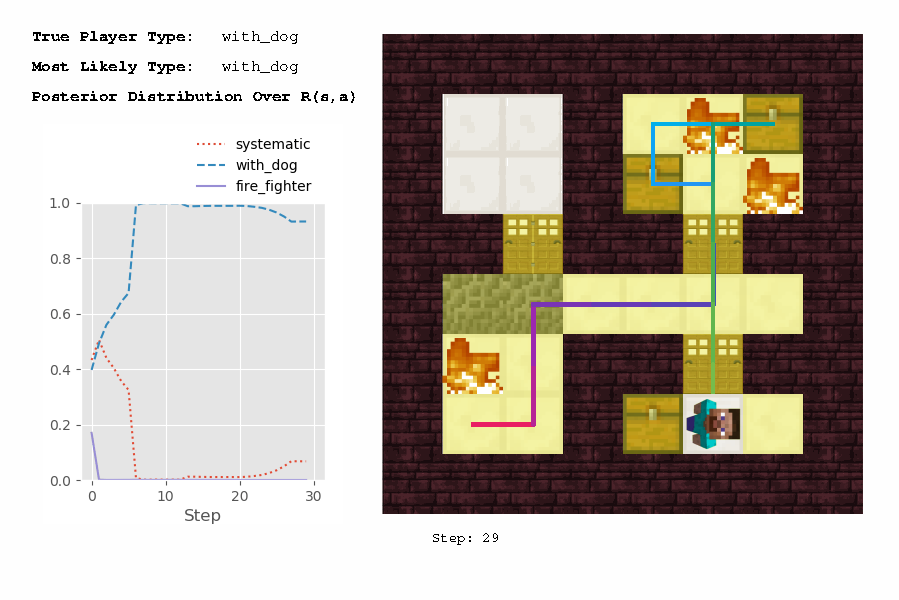 True Player Type: with_dog
Most Likely Type: with_dog
Posterior Distribution Over R(s,a)
systematic
with_dog
fire_fighter
1.0
0.8
0.6
0.4
0.2
0.0
0 10 20 30
Step
Step: 29